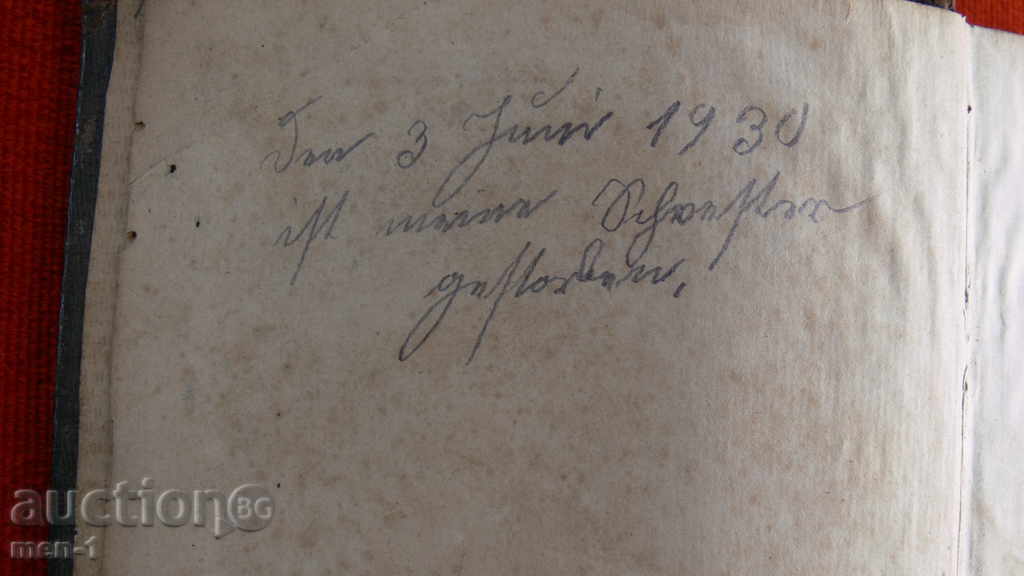 Den 3 Juni 1930
ist meine Schwester
gestorben.
auctionBG
men-1